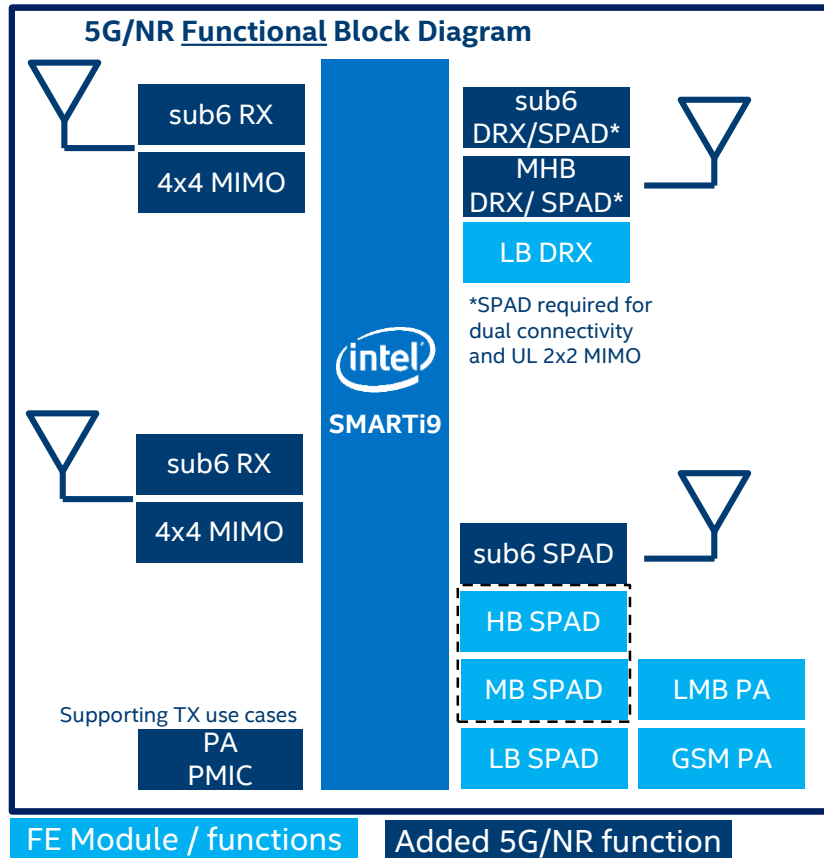 5G/NR Functional Block Diagram
sub6 RX
4x4 MIMO
sub6
DRX/SPAD*
MHB
DRX/ SPAD*
LB DRX
*SPAD required for
dual connectivity
and UL 2x2 MIMO
intel
SMARTi9
sub6 RX
4x4 MIMO
sub6 SPAD
HB SPAD
MB SPAD
LMB PA
Supporting TX use cases
PA
PMIC
LB SPAD
GSM PA
FE Module / functions
Added 5G/NR function